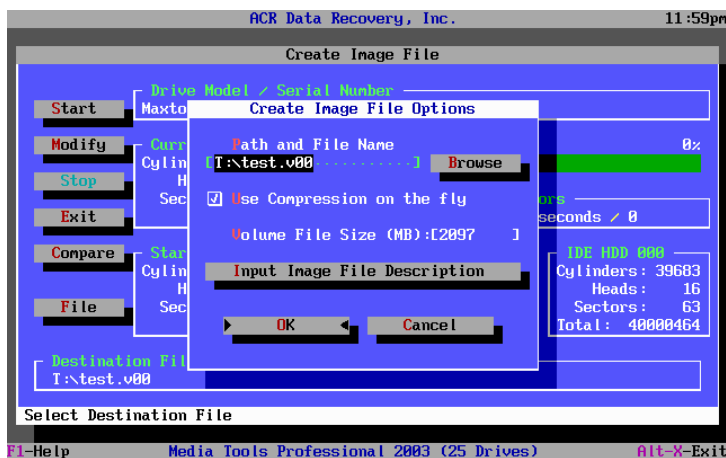 ACR Data Recovery, Inc. 11:59pm
Create Image File
Drive Model / Serial Number
Start Maxto Create Image File Options
Modify Curr Path and File Name 0%
Cylin [T:\test.v00···········] Browse
Stop H
Sec Use Compression on the fly ors
Exit seconds / 0
Volume File Size (MB):[2097 ]
Compare Star IDE HDD 000
Cylin Input Image File Description Cylinders: 39683
H Heads: 16
File Sec Sectors: 63
OK Cancel Total: 40000464
Destination Fil
T:\test.v00
Select Destination File
F1-Help Media Tools Professional 2003 (25 Drives) Alt-X-Exit